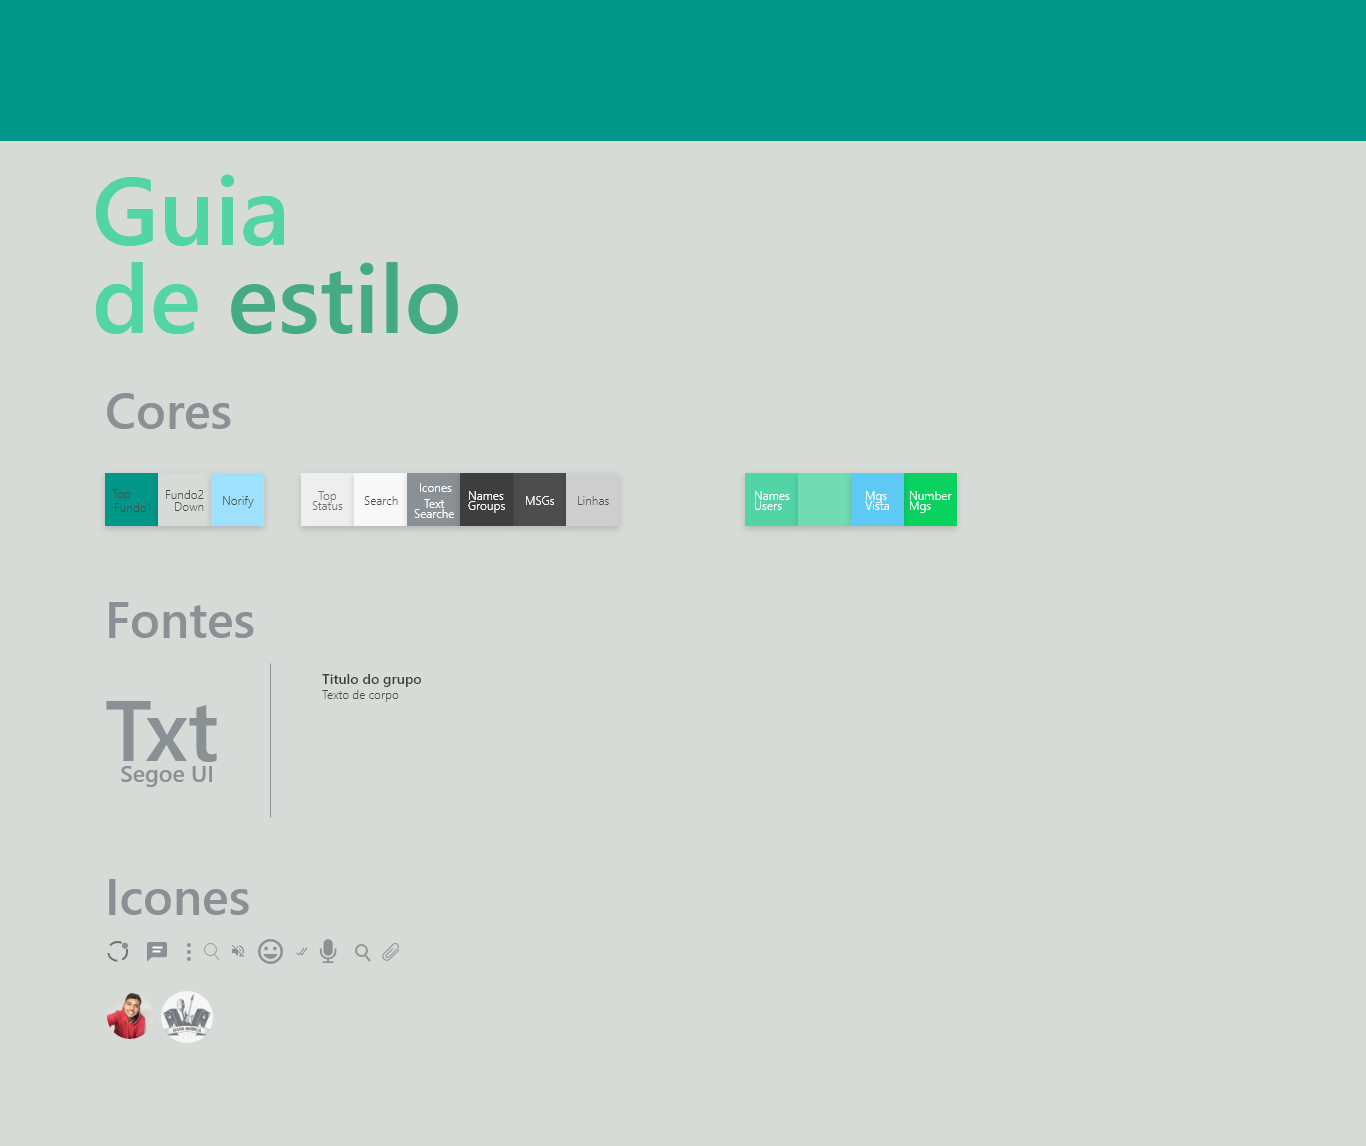 Guia
de estilo
Cores
Top
Fundo1
Fundo2
Down
Norify
Top
Status
Search
Icones
Text
Searche
Names
Groups
MSGs
Linhas
Names
Users
Mgs
Vista
Number
Mgs
Fontes
Txt
Segoe UI
Titulo do grupo
Texto de corpo
Icones